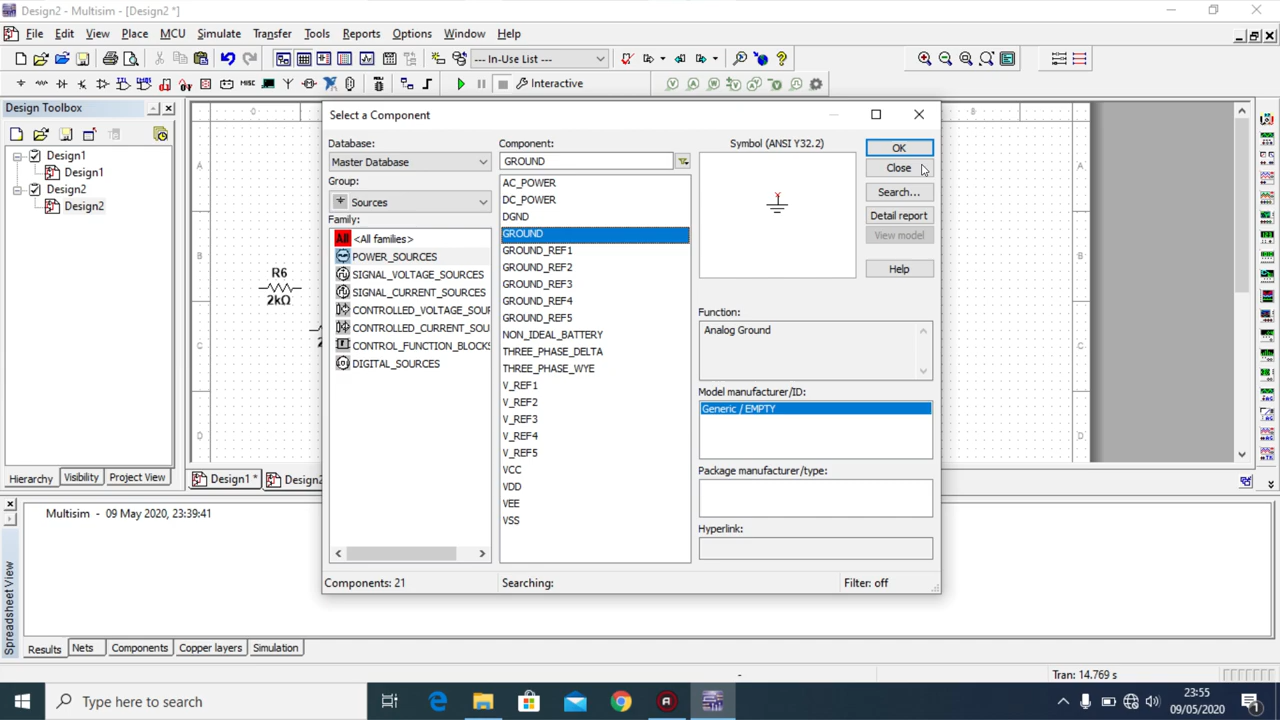 Design2 - Multisim - [Design2 *]
File Edit View Place MCU Simulate Transfer Tools Reports Options Window Help
--- In-Use List ---
Interactive
Design Toolbox
Design1
Design1
Design2
Design2
Hierarchy Visibility Project View
R6
2kΩ
A
B
C
D
Design1 *
Design2
Select a Component
Database:
Master Database
Group:
Sources
Family:
All <All families>
POWER_SOURCES
SIGNAL_VOLTAGE_SOURCES
SIGNAL_CURRENT_SOURCES
CONTROLLED_VOLTAGE_SOUR
CONTROLLED_CURRENT_SOU
CONTROL_FUNCTION_BLOCKS
DIGITAL_SOURCES
Component:
GROUND
AC_POWER
DC_POWER
DGND
GROUND
GROUND_REF1
GROUND_REF2
GROUND_REF3
GROUND_REF4
GROUND_REF5
NON_IDEAL_BATTERY
THREE_PHASE_DELTA
THREE_PHASE_WYE
V_REF1
V_REF2
V_REF3
V_REF4
V_REF5
VCC
VDD
VEE
VSS
Symbol (ANSI Y32.2)
OK
Close
Search...
Detail report
View model
Help
Function:
Analog Ground
Model manufacturer/ID:
Generic / EMPTY
Package manufacturer/type:
Hyperlink:
Components: 21 Searching: Filter: off
A
B
C
D
Multisim - 09 May 2020, 23:39:41
Spreadsheet View
Results Nets Components Copper layers Simulation
- Tran: 14.769 s
Type here to search
23:55
09/05/2020